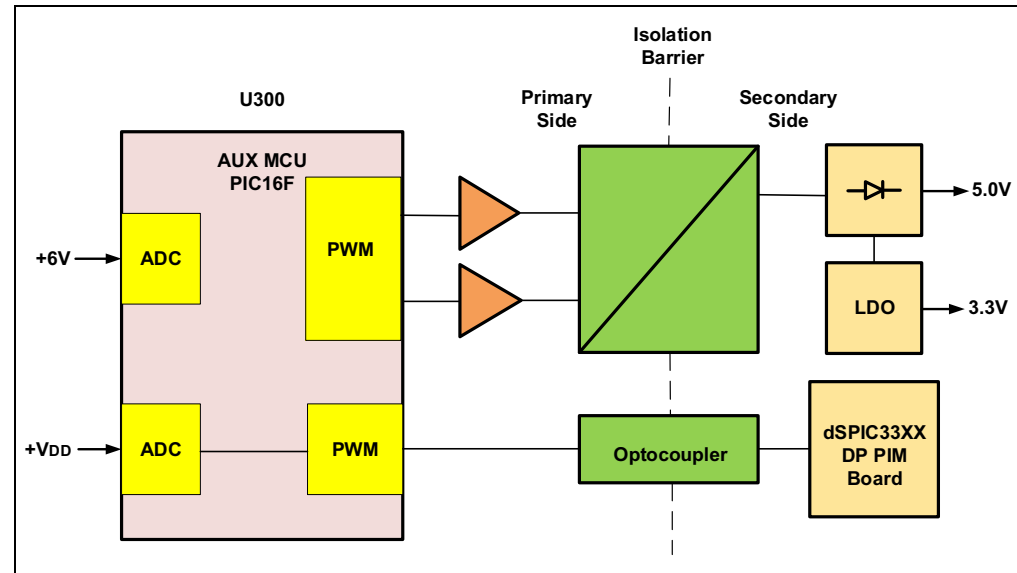 Isolation
Barrier
U300
Primary
Side
Secondary
Side
AUX MCU
PIC16F
ADC
PWM
+6V
5.0V
LDO
3.3V
+VDD
ADC
PWM
Optocoupler
dSPIC33XX
DP PIM
Board